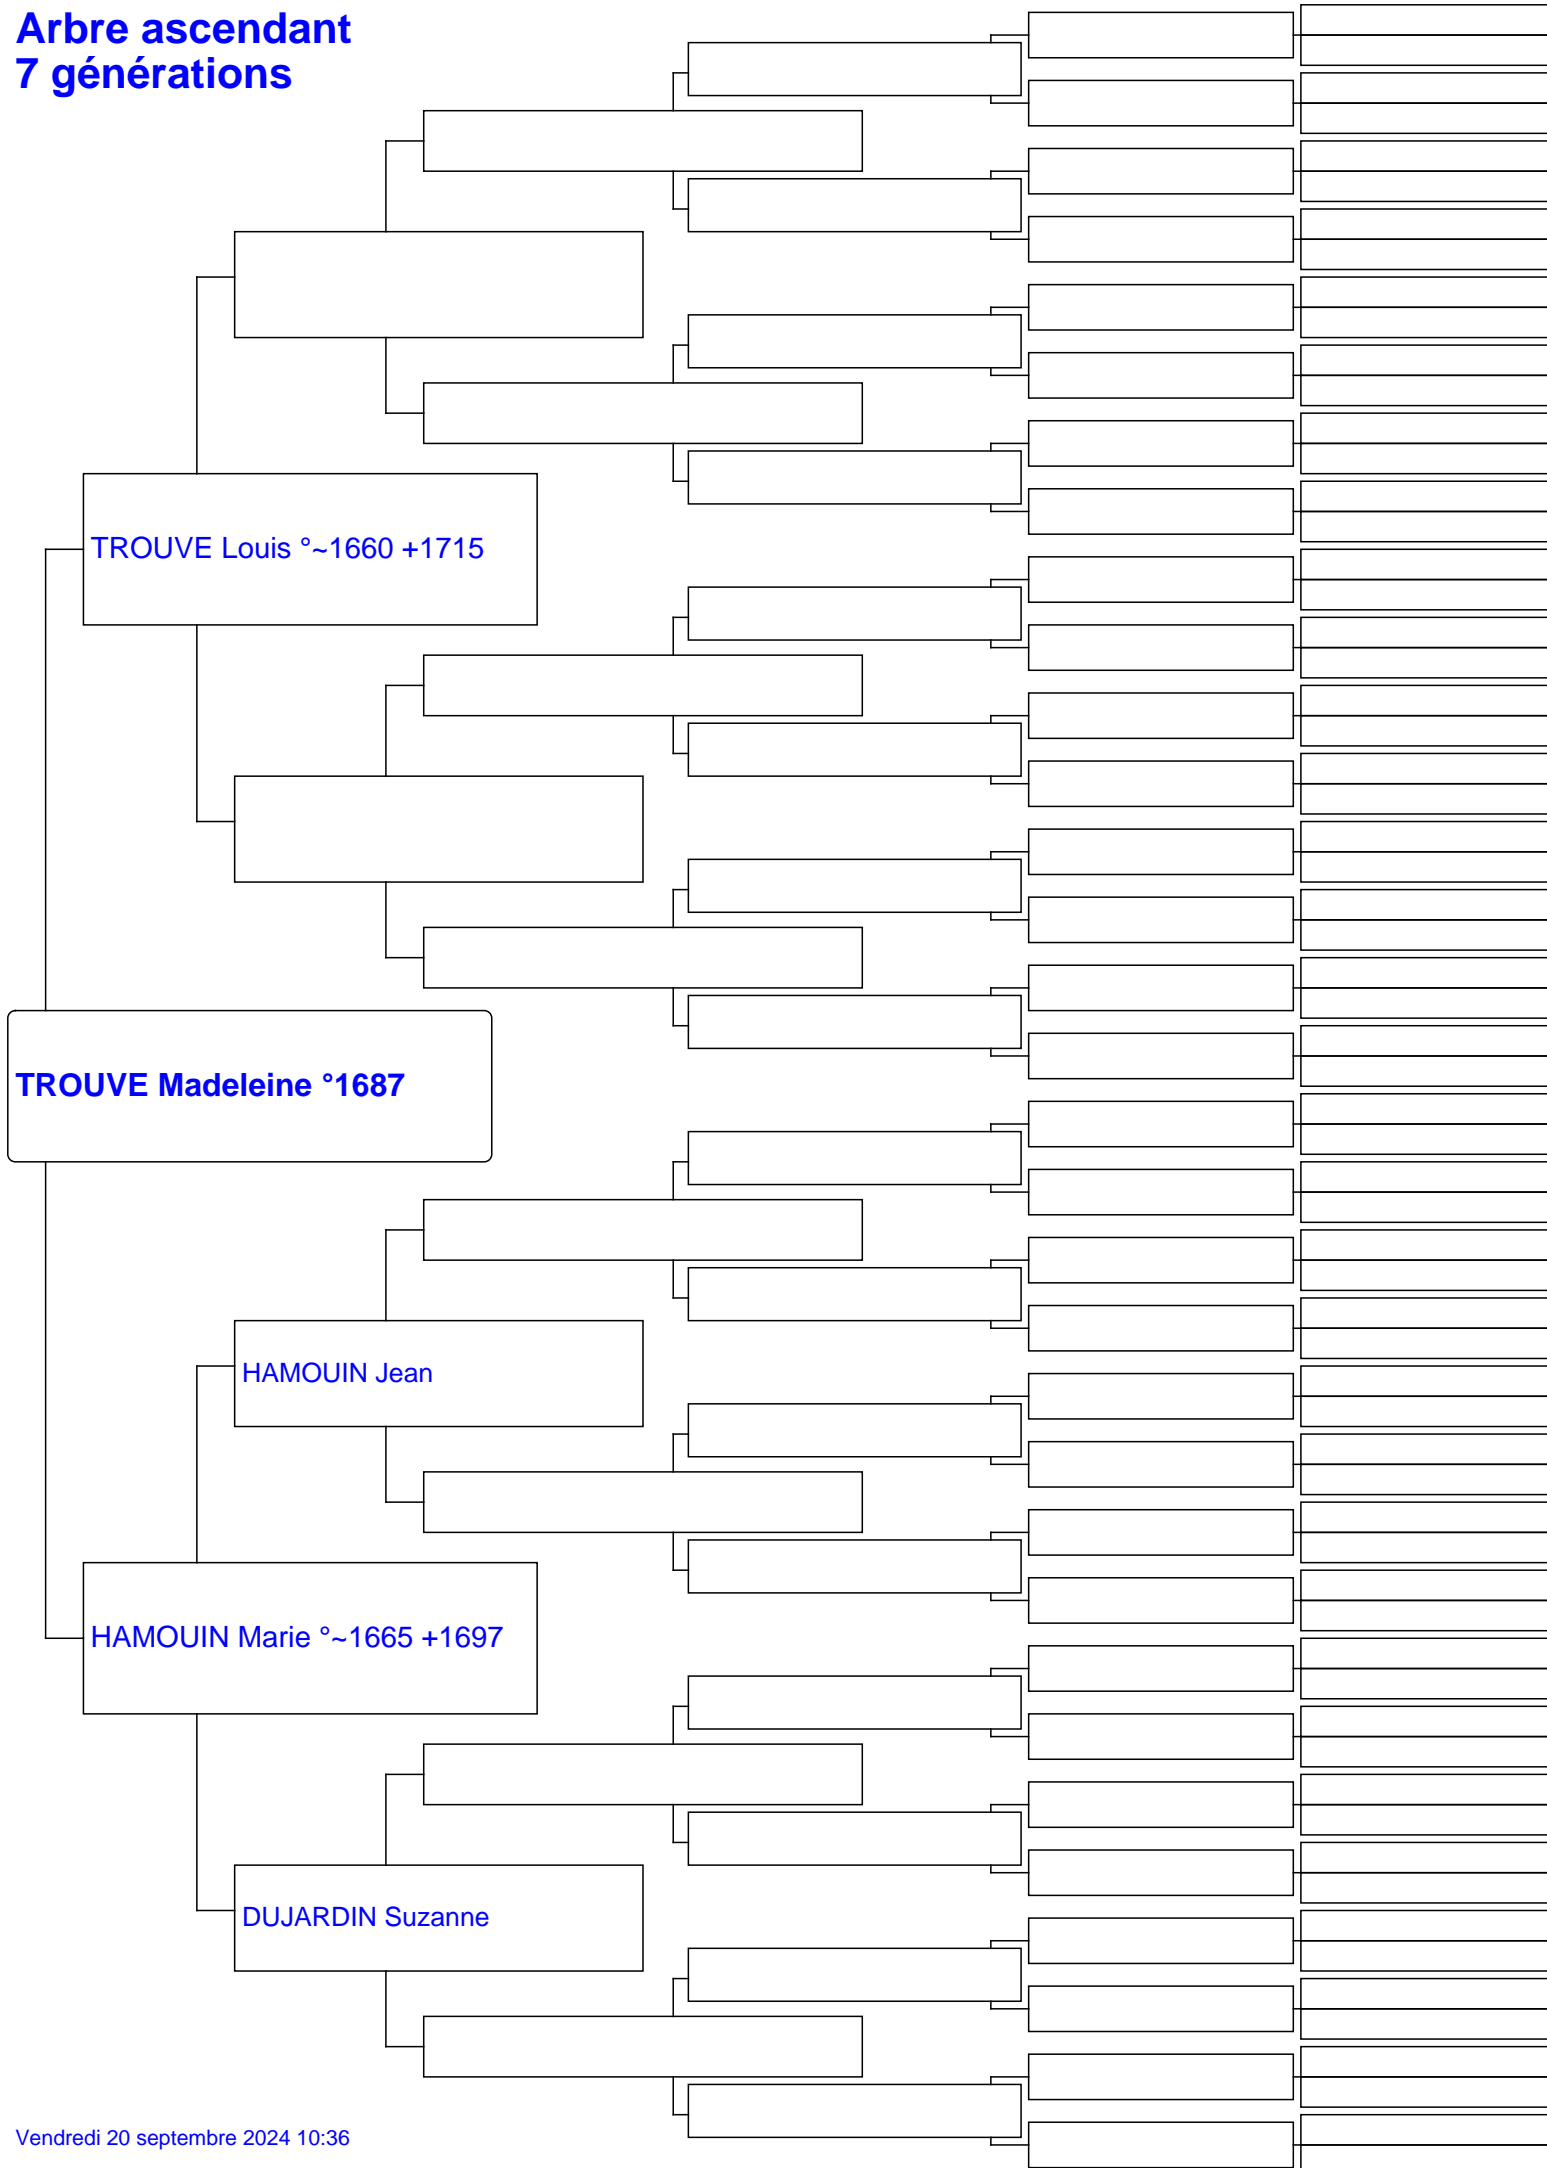 Arbre ascendant
7 générations
TROUVE Louis °~1660 +1715
TROUVE Madeleine °1687
HAMOUIN Jean
HAMOUIN Marie °~1665 +1697
DUJARDIN Suzanne
Vendredi 20 septembre 2024 10:36